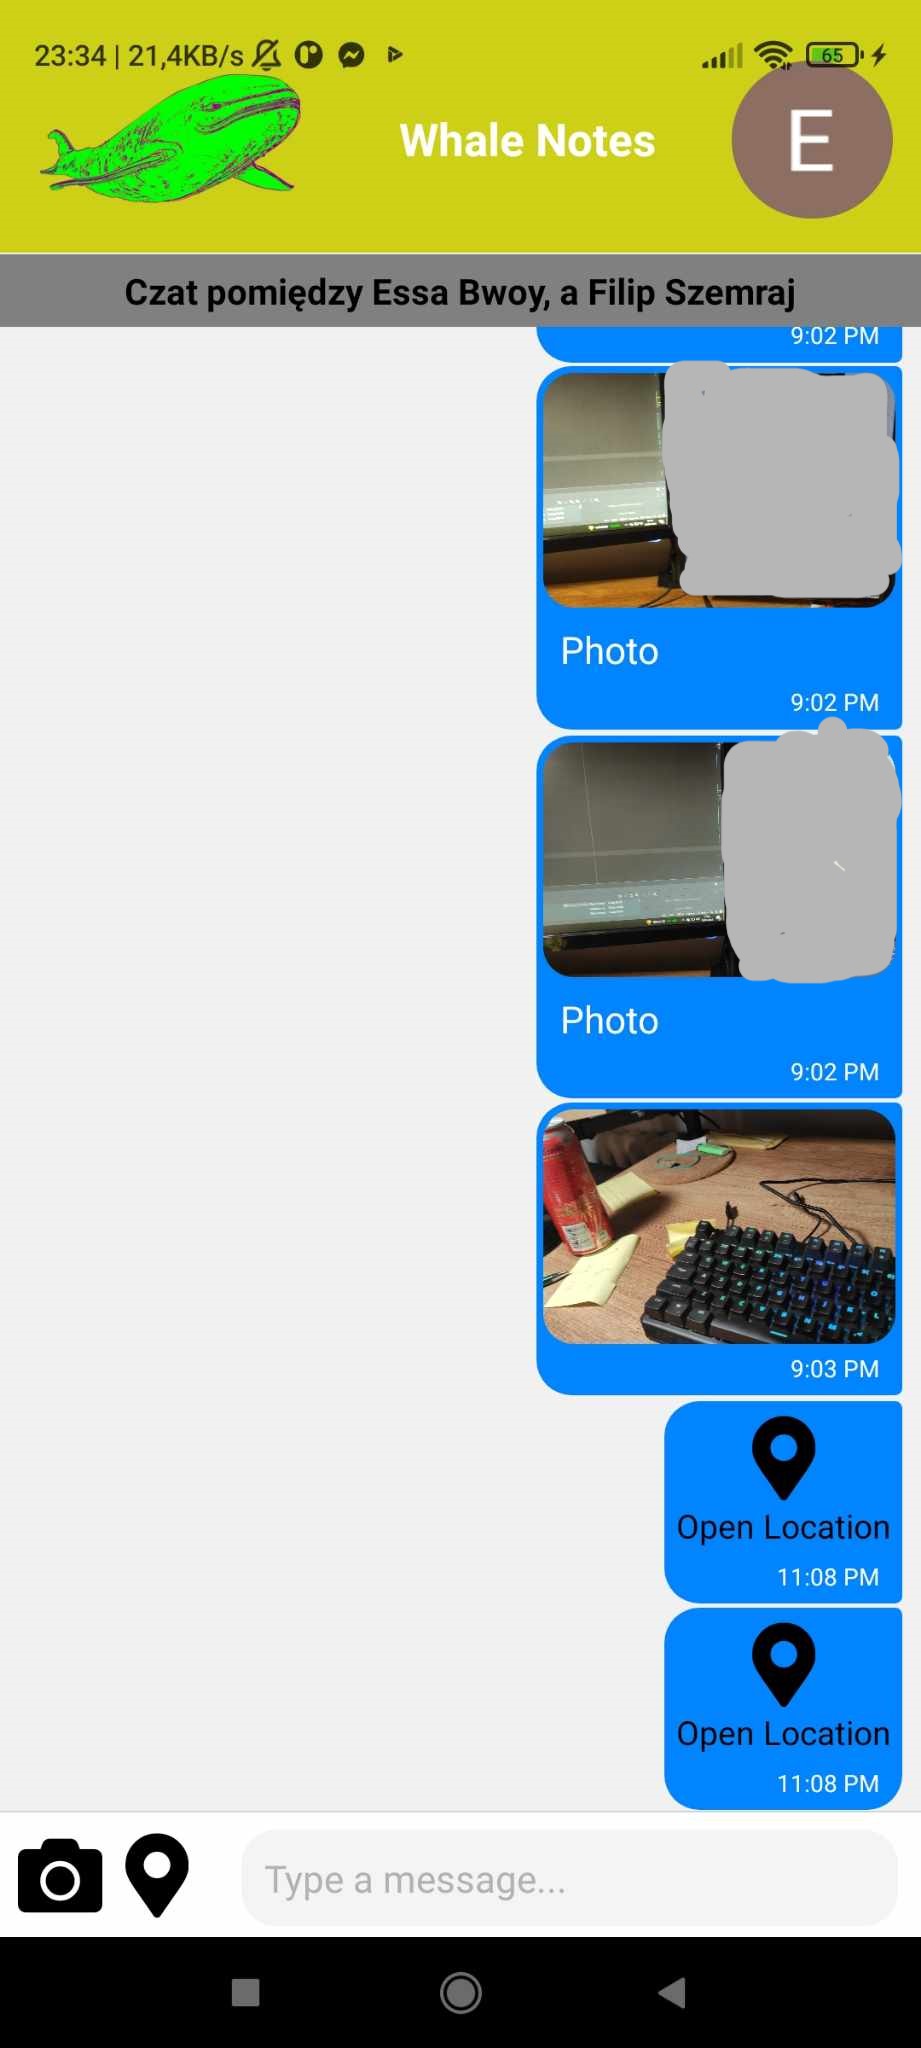 23:34 | 21,4KB/s
65
Whale Notes
E
Czat pomiędzy Essa Bwoy, a Filip Szemraj
9:02 PM
Photo
9:02 PM
Photo
9:02 PM
9:03 PM
Open Location
11:08 PM
Open Location
11:08 PM
Type a message...